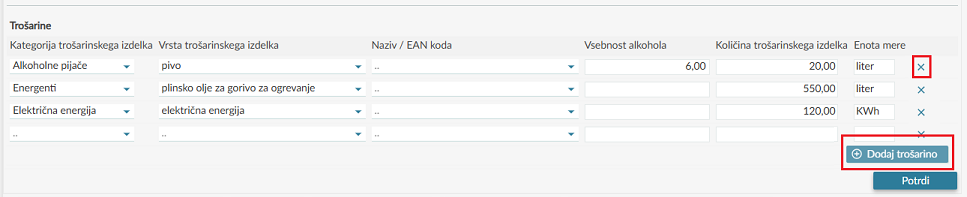 Trošarine
Kategorija trošarinskega izdelka Vrsta trošarinskega izdelka Naziv / EAN koda Vsebnost alkohola Količina trošarinskega izdelka Enota mere
Alkoholne pijače pivo .. 6,00 20,00 liter
Energenti plinsko olje za gorivo za ogrevanje .. 550,00 liter
Električna energija električna energija .. 120,00 KWh
.. .. ..
Dodaj trošarino
Potrdi